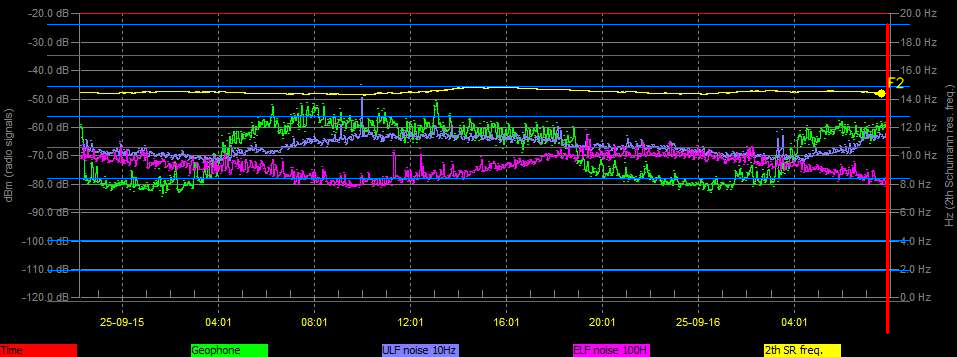 -20.0 dB 20.0 Hz
-30.0 dB 18.0 Hz
-40.0 dB 16.0 Hz
F2
-50.0 dB 14.0 Hz
-60.0 dB 12.0 Hz
-70.0 dB 10.0 Hz
-80.0 dB 8.0 Hz
-90.0 dB 6.0 Hz
-100.0 dB 4.0 Hz
-110.0 dB 2.0 Hz
-120.0 dB 0.0 Hz
dBm (radio signals)
Hz (2th Schumann res. freq.)
25-09-15 04:01 08:01 12:01 16:01 20:01 25-09-16 04:01
Time Geophone ULF noise 10Hz ELF noise 100H 2th SR freq.